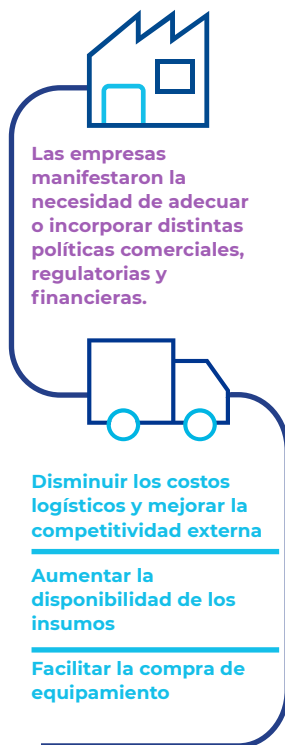 Las empresas
manifestaron la
necesidad de adecuar
o incorporar distintas
políticas comerciales,
regulatorias y
financieras.
Disminuir los costos
logísticos y mejorar la
competitividad externa
Aumentar la
disponibilidad de los
insumos
Facilitar la compra de
equipamiento